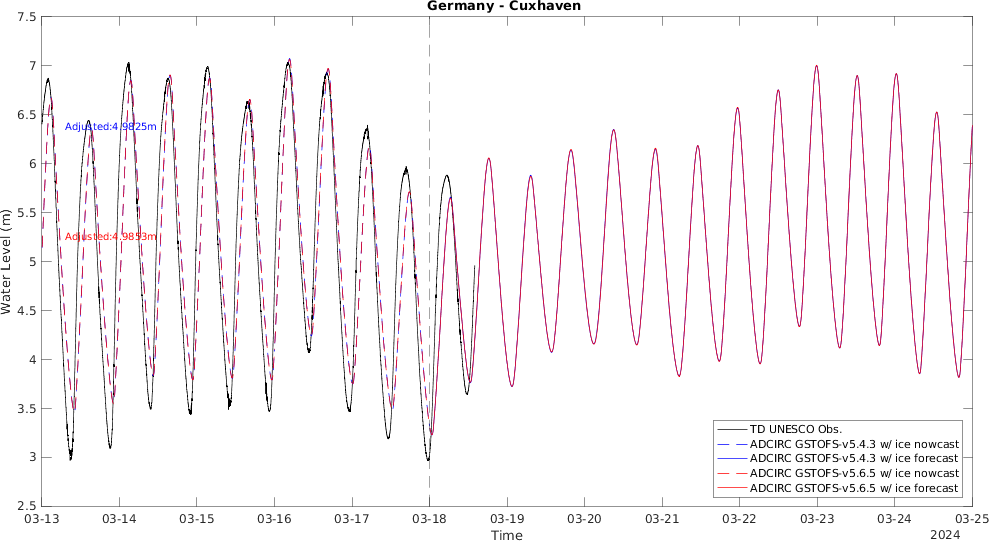 Germany - Cuxhaven
7.5
7
6.5
6
5.5
5
4.5
4
3.5
3
2.5
Water Level (m)
Adjusted:4.9825m
Adjusted:4.9853m
TD UNESCO Obs.
ADCIRC GSTOFS-v5.4.3 w/ ice nowcast
ADCIRC GSTOFS-v5.4.3 w/ ice forecast
ADCIRC GSTOFS-v5.6.5 w/ ice nowcast
ADCIRC GSTOFS-v5.6.5 w/ ice forecast
03-13 03-14 03-15 03-16 03-17 03-18 03-19 03-20 03-21 03-22 03-23 03-24 03-25
Time
2024